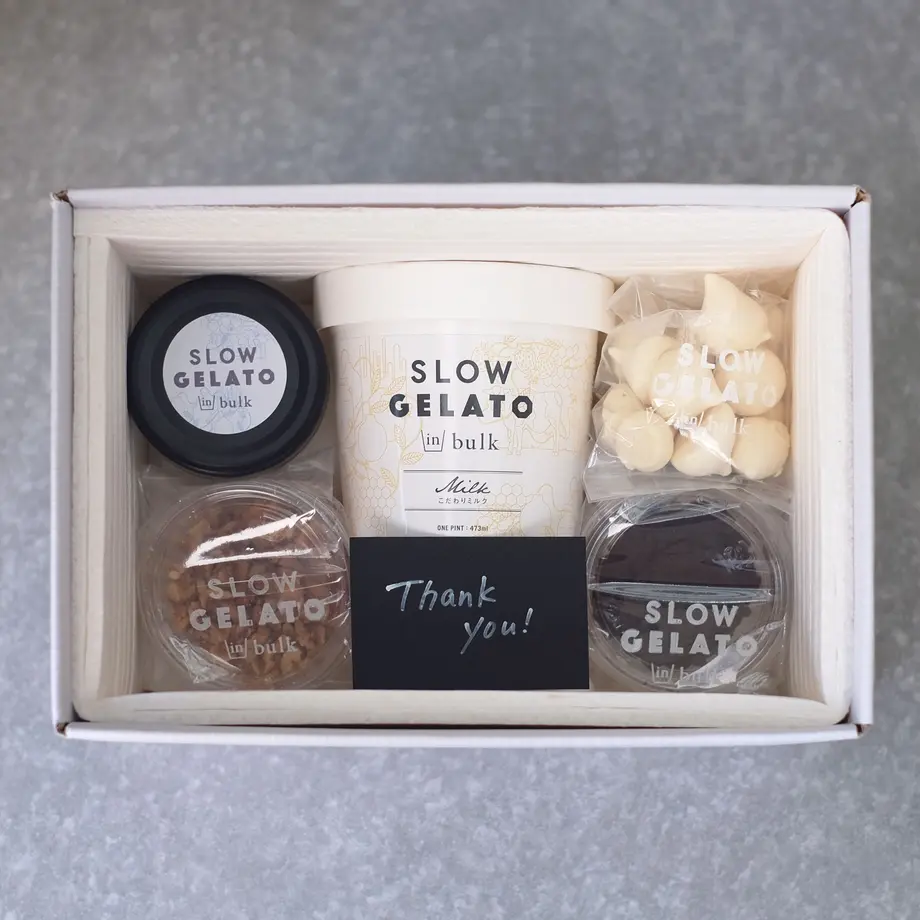 SLOW
GELATO
in bulk
SLOW
GELATO
in bulk
Milk
こだわりミルク
ONE PINT : 473ml
SLOW
GELATO
in bulk
SLOW
GELATO
in bulk
Thank
you!
SLOW
GELATO
in bulk